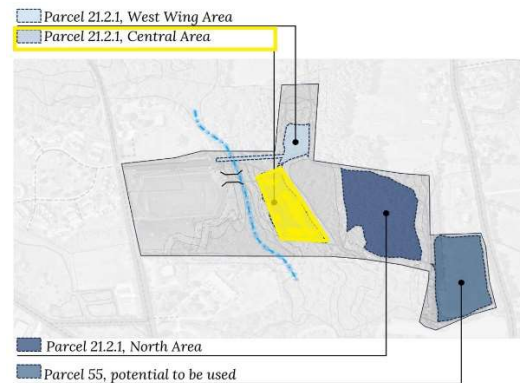 Parcel 21.2.1, West Wing Area
Parcel 21.2.1, Central Area
Parcel 21.2.1, North Area
Parcel 55, potential to be used